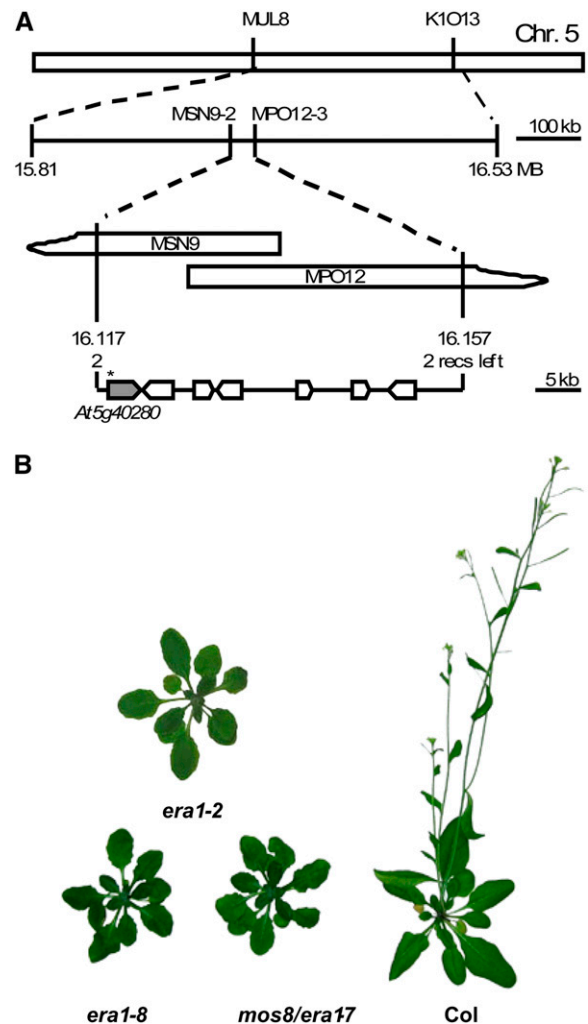 A
MUL8 K1O13 Chr. 5
MSN9-2 MPO12-3
100 kb
15.81 16.53 MB
MSN9
MPO12
16.117 16.157
2 2 recs left
* 5 kb
At5g40280
B
era1-2
era1-8 mos8/era1-7 Col